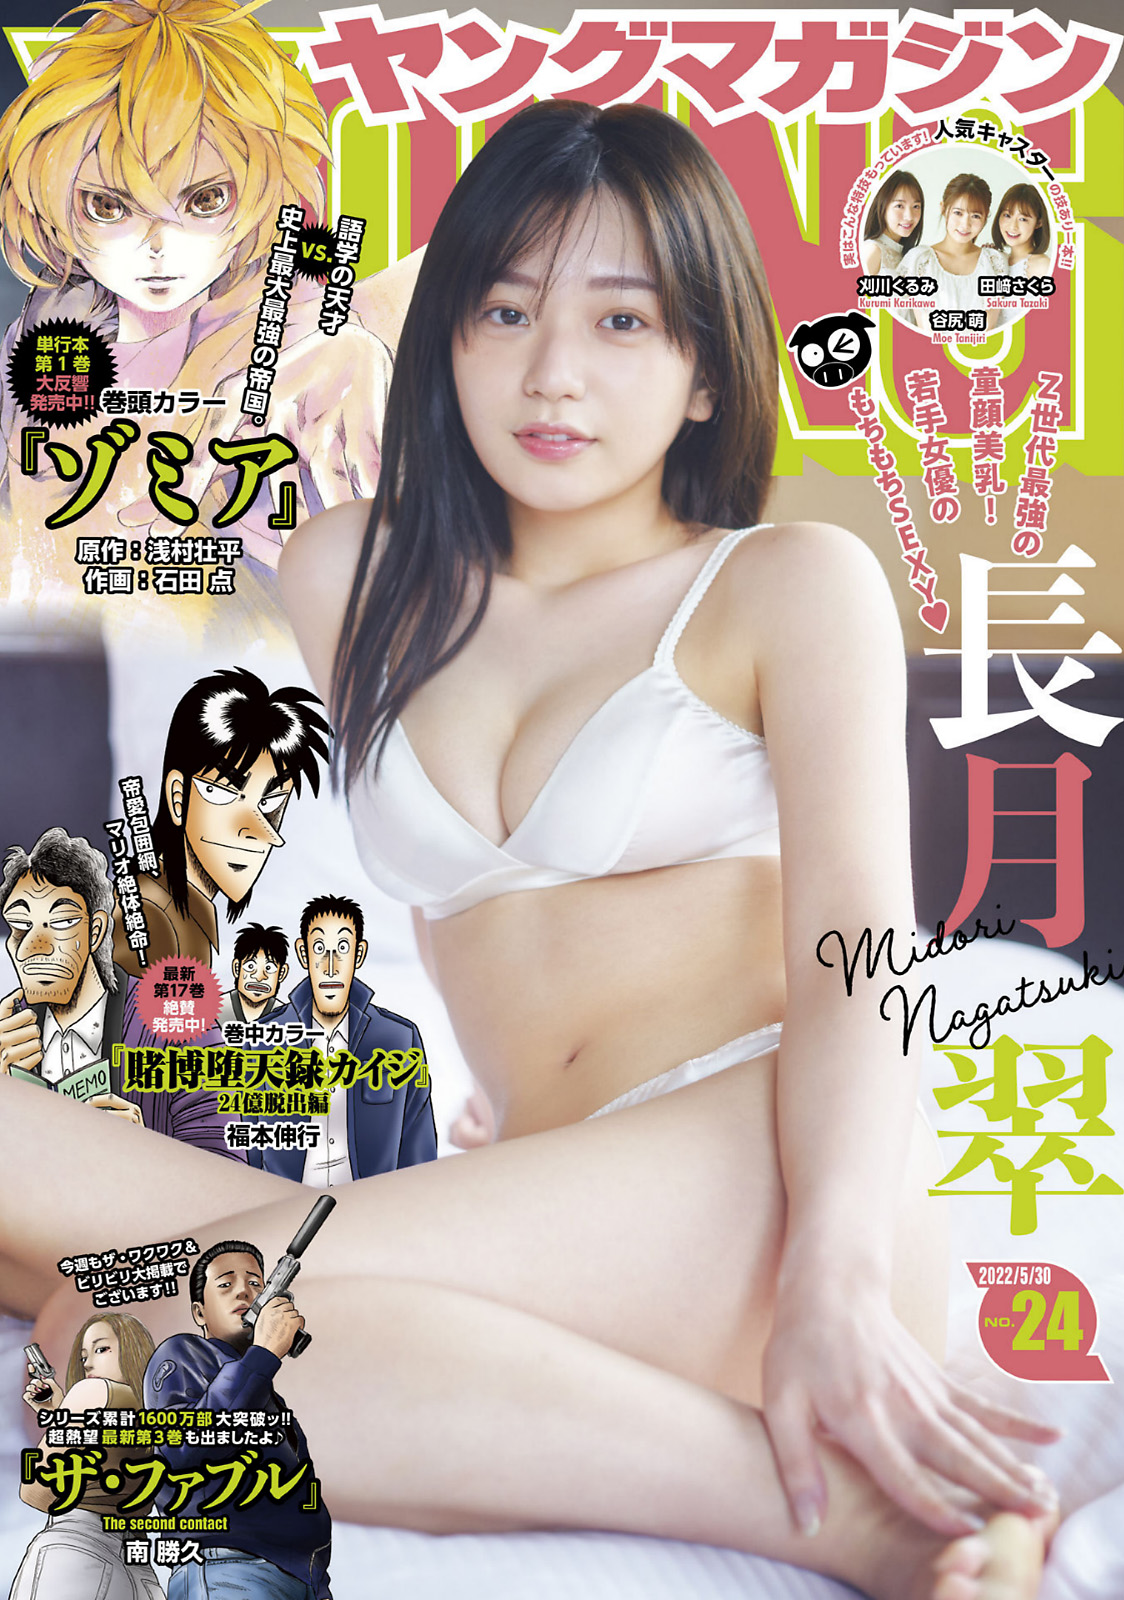 ヤングマガジン
YOUNG
実はこんな特技もっています!
人気キャスターの技あり一本!!
刈川くるみ
Kurumi Karikawa
田﨑さくら
Sakura Tazaki
谷尻 萌
Moe Tanijiri
語学の天才
vs.
史上最大最強の帝国。
単行本
第1巻
大反響
発売中!!
巻頭カラー
『ゾミア』
原作:浅村壮平
作画:石田 点
Z世代最強の
童顔美乳!
若手女優の
もちもちSEXY♥
長月 翠
Midori
Nagatsuki
帝愛包囲網、
マリオ絶体絶命!
最新
第17巻
絶賛
発売中!
MEMO
巻中カラー
『賭博堕天録カイジ』
24億脱出編
福本伸行
2022/5/30
NO.24
今週もザ・ワクワク&
ビリビリ大掲載で
ございます!!
シリーズ累計1600万部大突破ッ!!
超熱望 最新第3巻も出ましたよ♪
『ザ・ファブル』
The second contact
南 勝久